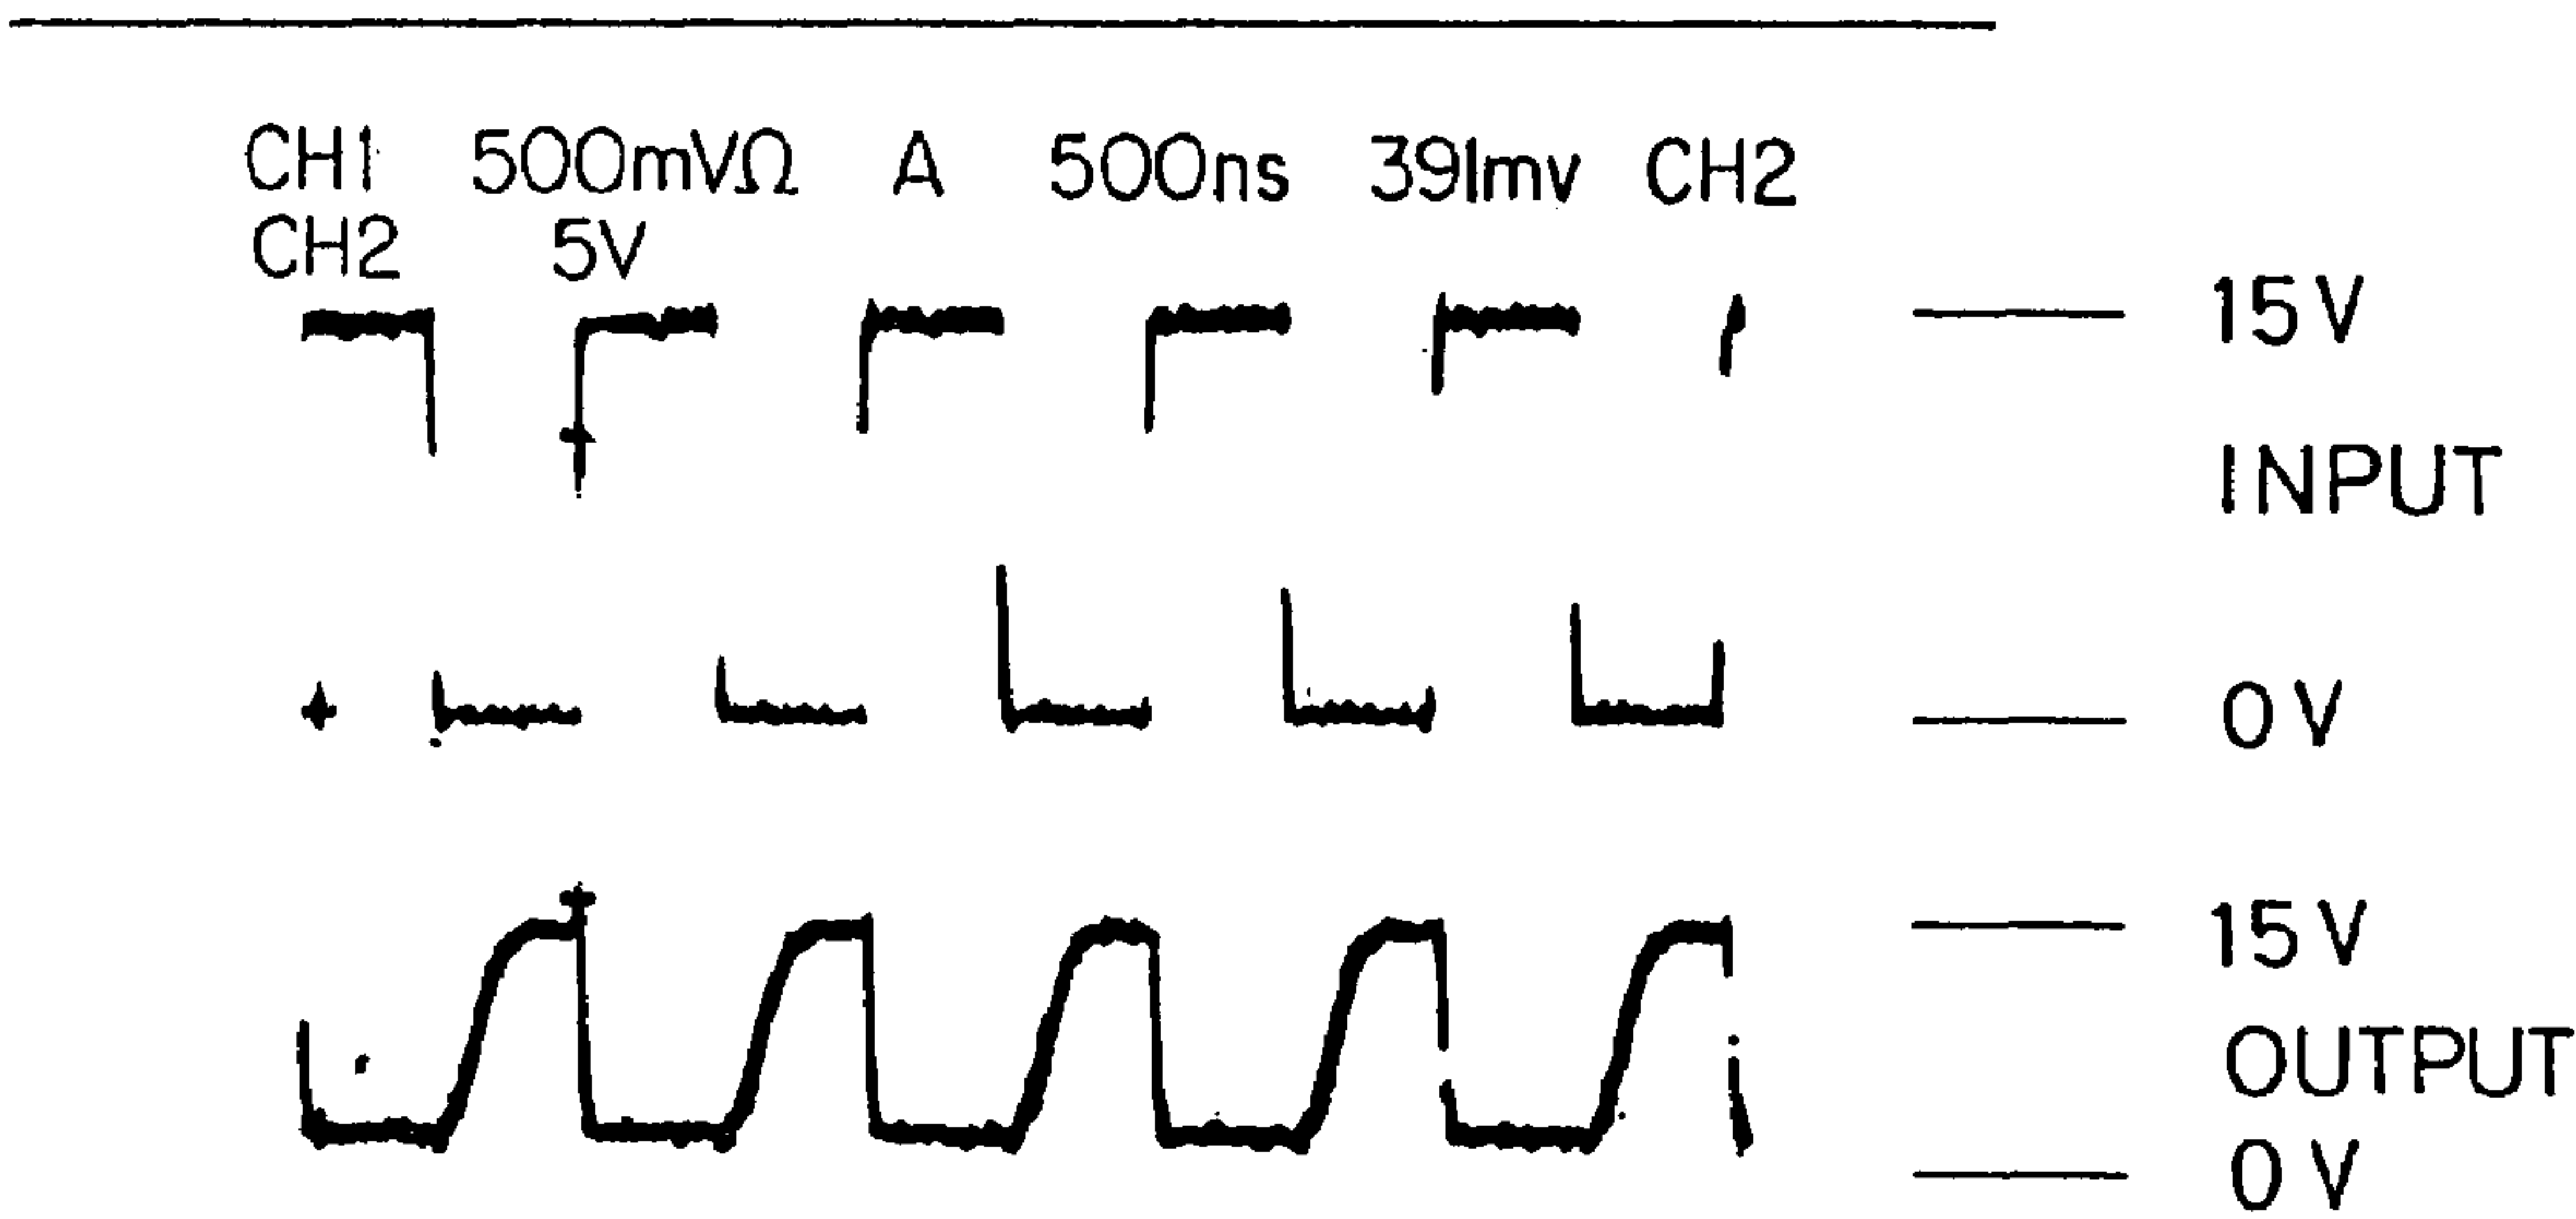 CH1 500mVΩ A 500ns 391mv CH2
CH2 5V
15V
INPUT
0V
15V
OUTPUT
0V